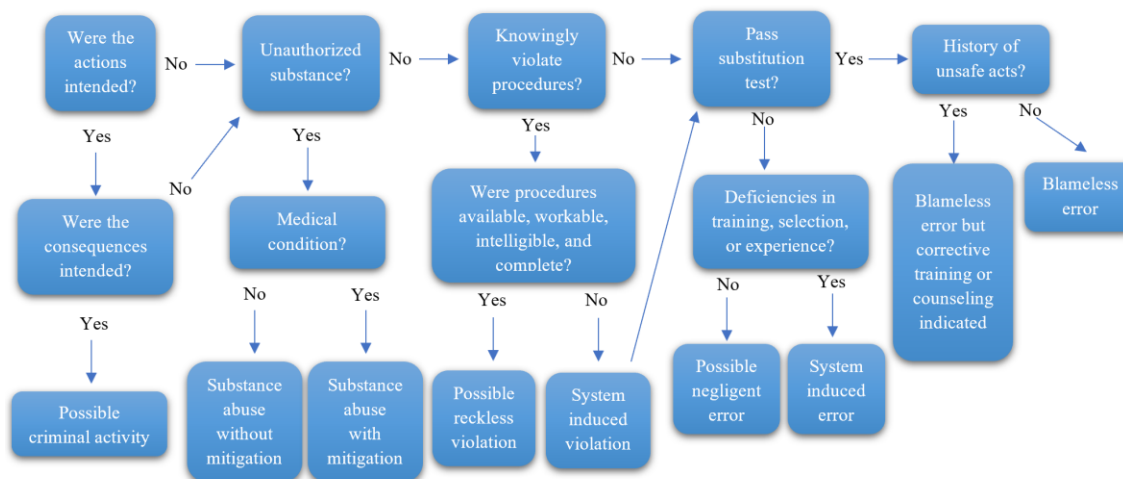 Were the
actions
intended?
No
Unauthorized
substance?
No
Knowingly
violate
procedures?
No
Pass
substitution
test?
Yes
History of
unsafe acts?
Yes
No
Yes
Yes
No
Yes
No
Were the
consequences
intended?
Medical
condition?
Were procedures
available, workable,
intelligible, and
complete?
Deficiencies in
training, selection,
or experience?
Blameless
error but
corrective
training or
counseling
indicated
Blameless
error
Yes
No
Yes
Yes
No
No
Yes
Possible
criminal activity
Substance
abuse
without
mitigation
Substance
abuse
with
mitigation
Possible
reckless
violation
System
induced
violation
Possible
negligent
error
System
induced
error